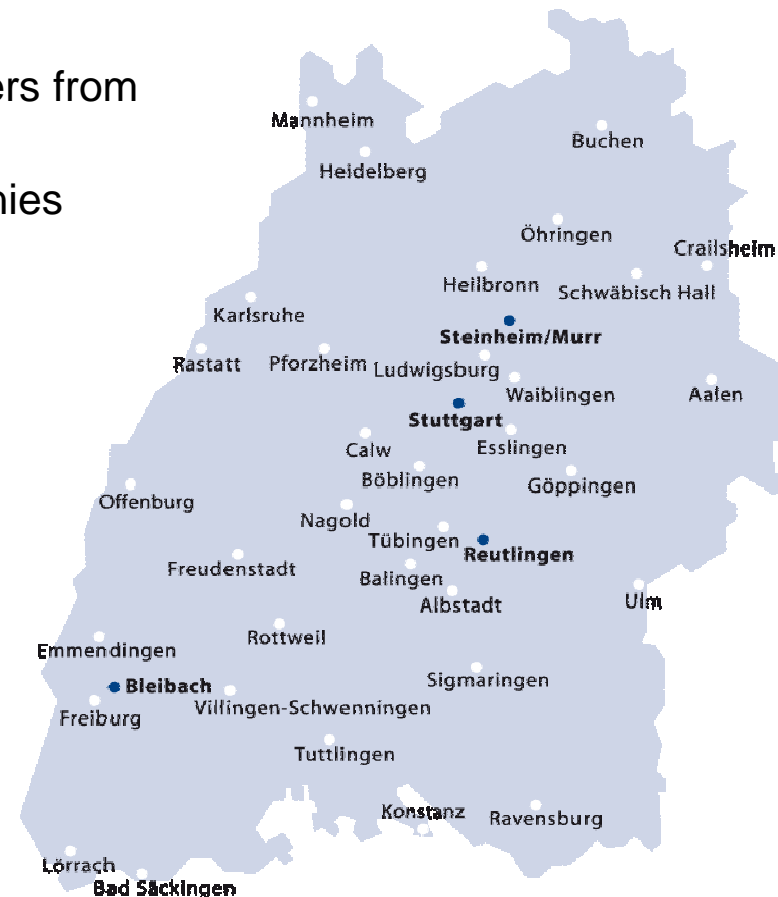 ers from
nies
Mannheim
Buchen
Heidelberg
Öhringen
Crailsheim
Heilbronn
Schwäbisch Hall
Karlsruhe
Steinheim/Murr
Rastatt
Pforzheim
Ludwigsburg
Waiblingen
Aalen
Stuttgart
Calw
Esslingen
Böblingen
Göppingen
Offenburg
Nagold
Tübingen
Reutlingen
Freudenstadt
Balingen
Albstadt
Ulm
Rottweil
Emmendingen
Bleibach
Sigmaringen
Villingen-Schwenningen
Freiburg
Tuttlingen
Konstanz
Ravensburg
Lörrach
Bad Säckingen